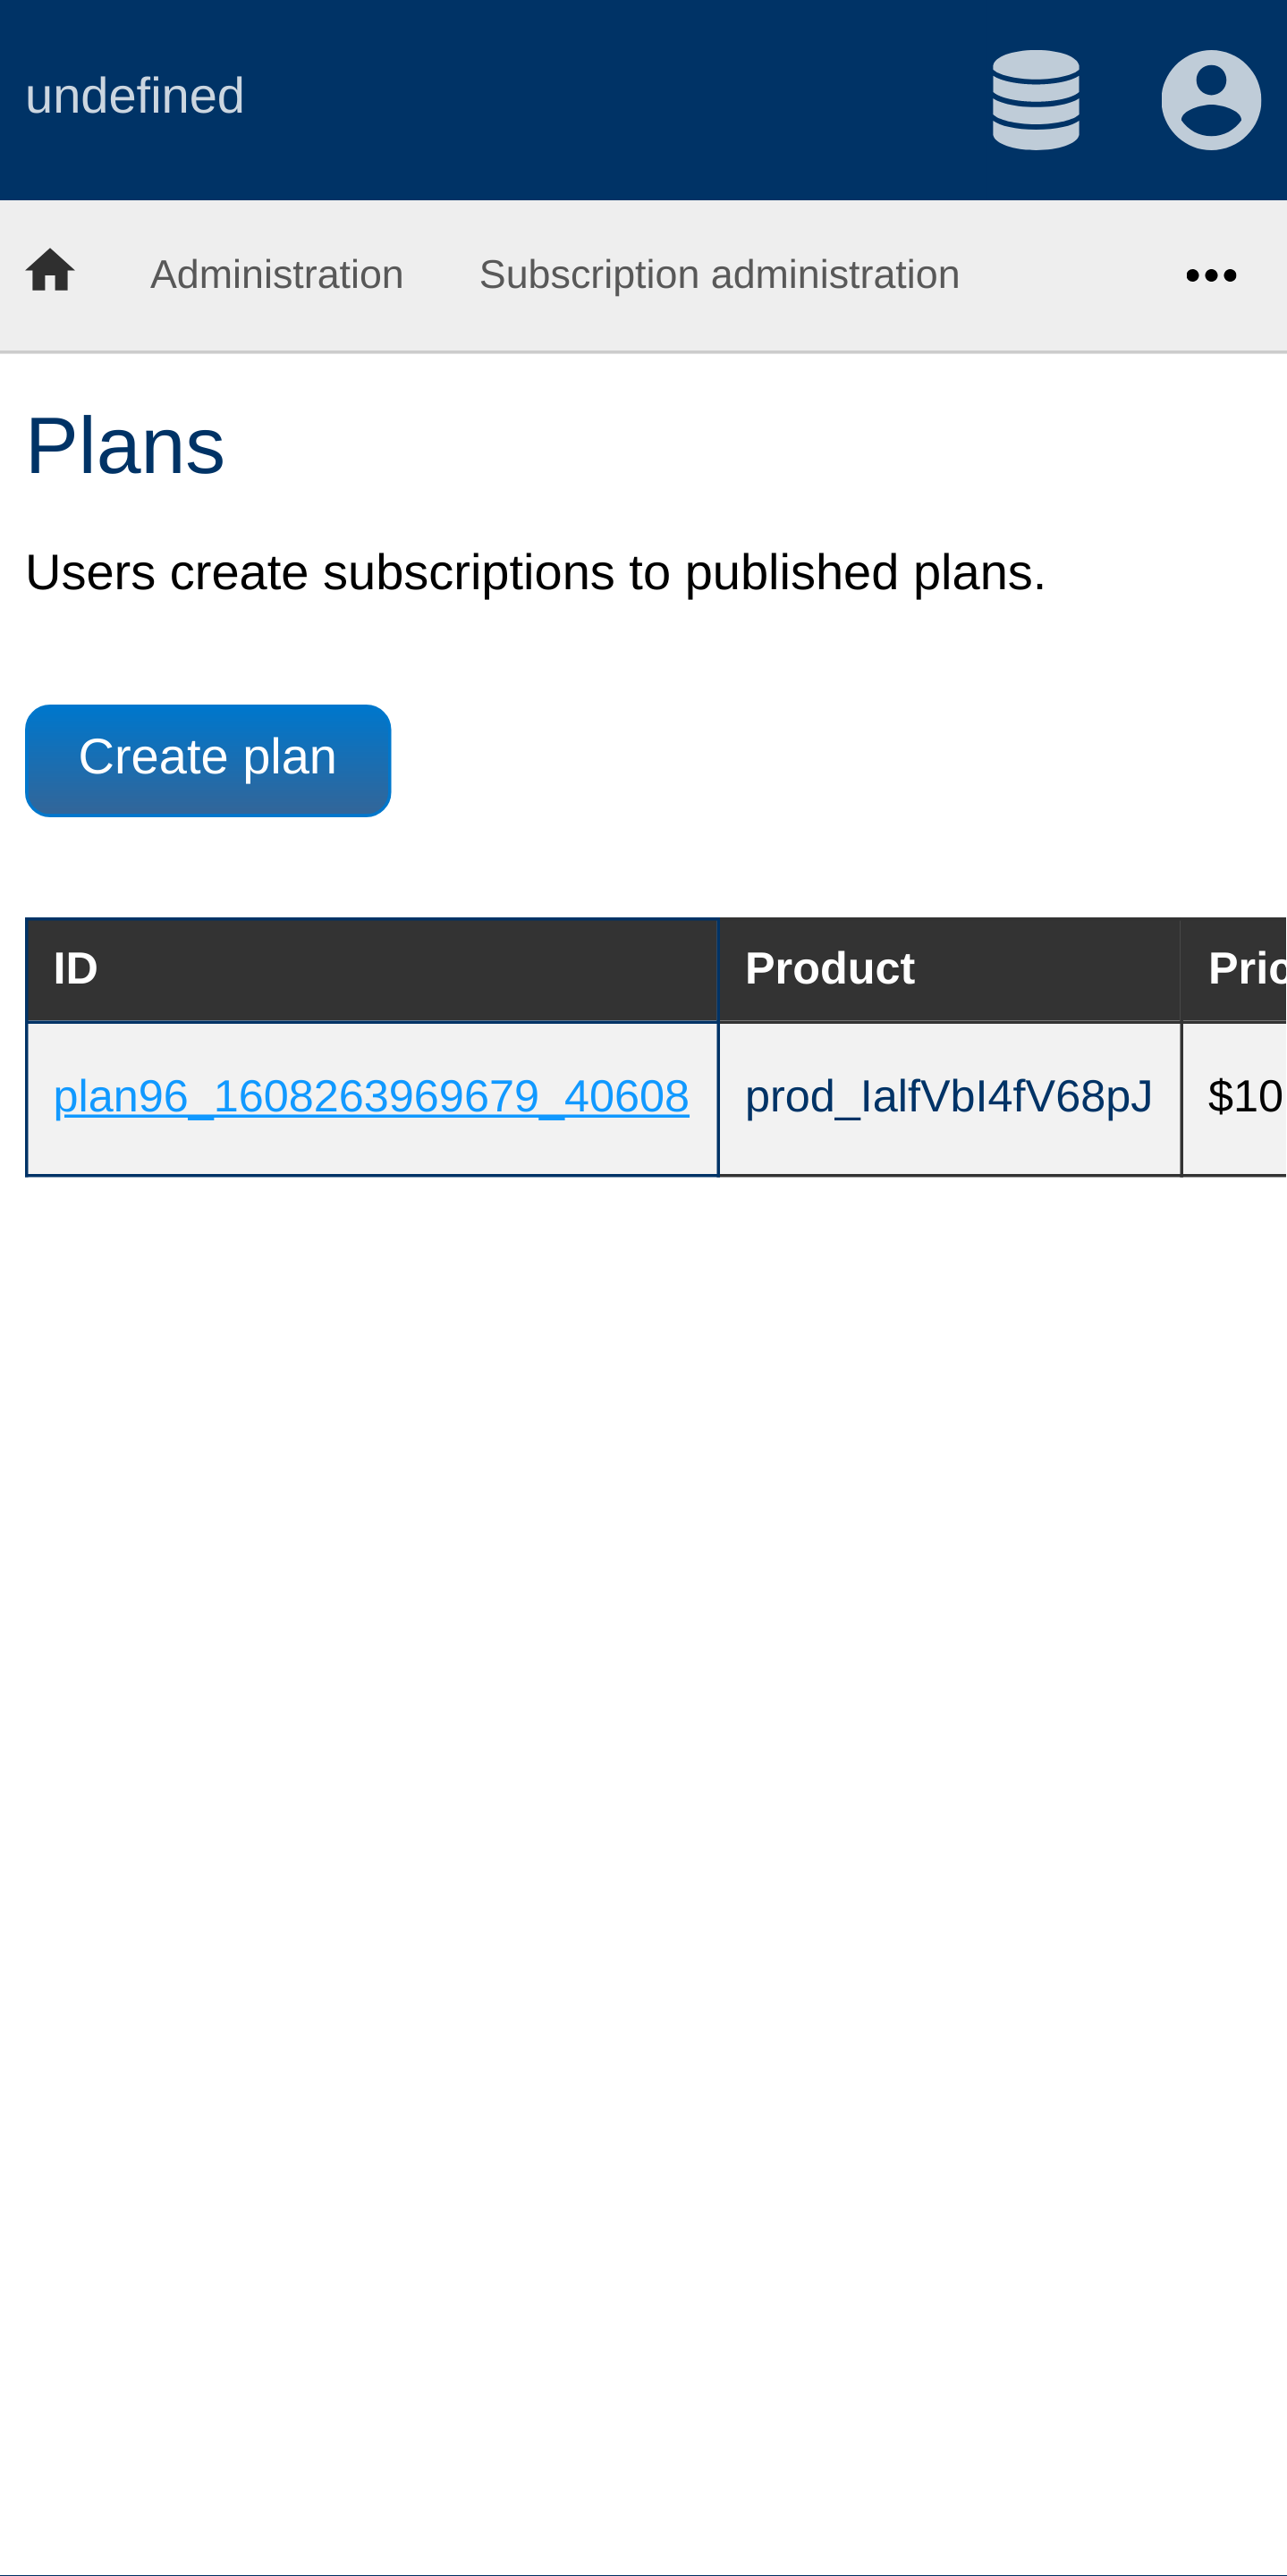 undefined
Administration Subscription administration
Plans
Users create subscriptions to published plans.
Create plan
ID Product Pric
plan96_1608263969679_40608 prod_IalfVbI4fV68pJ $10